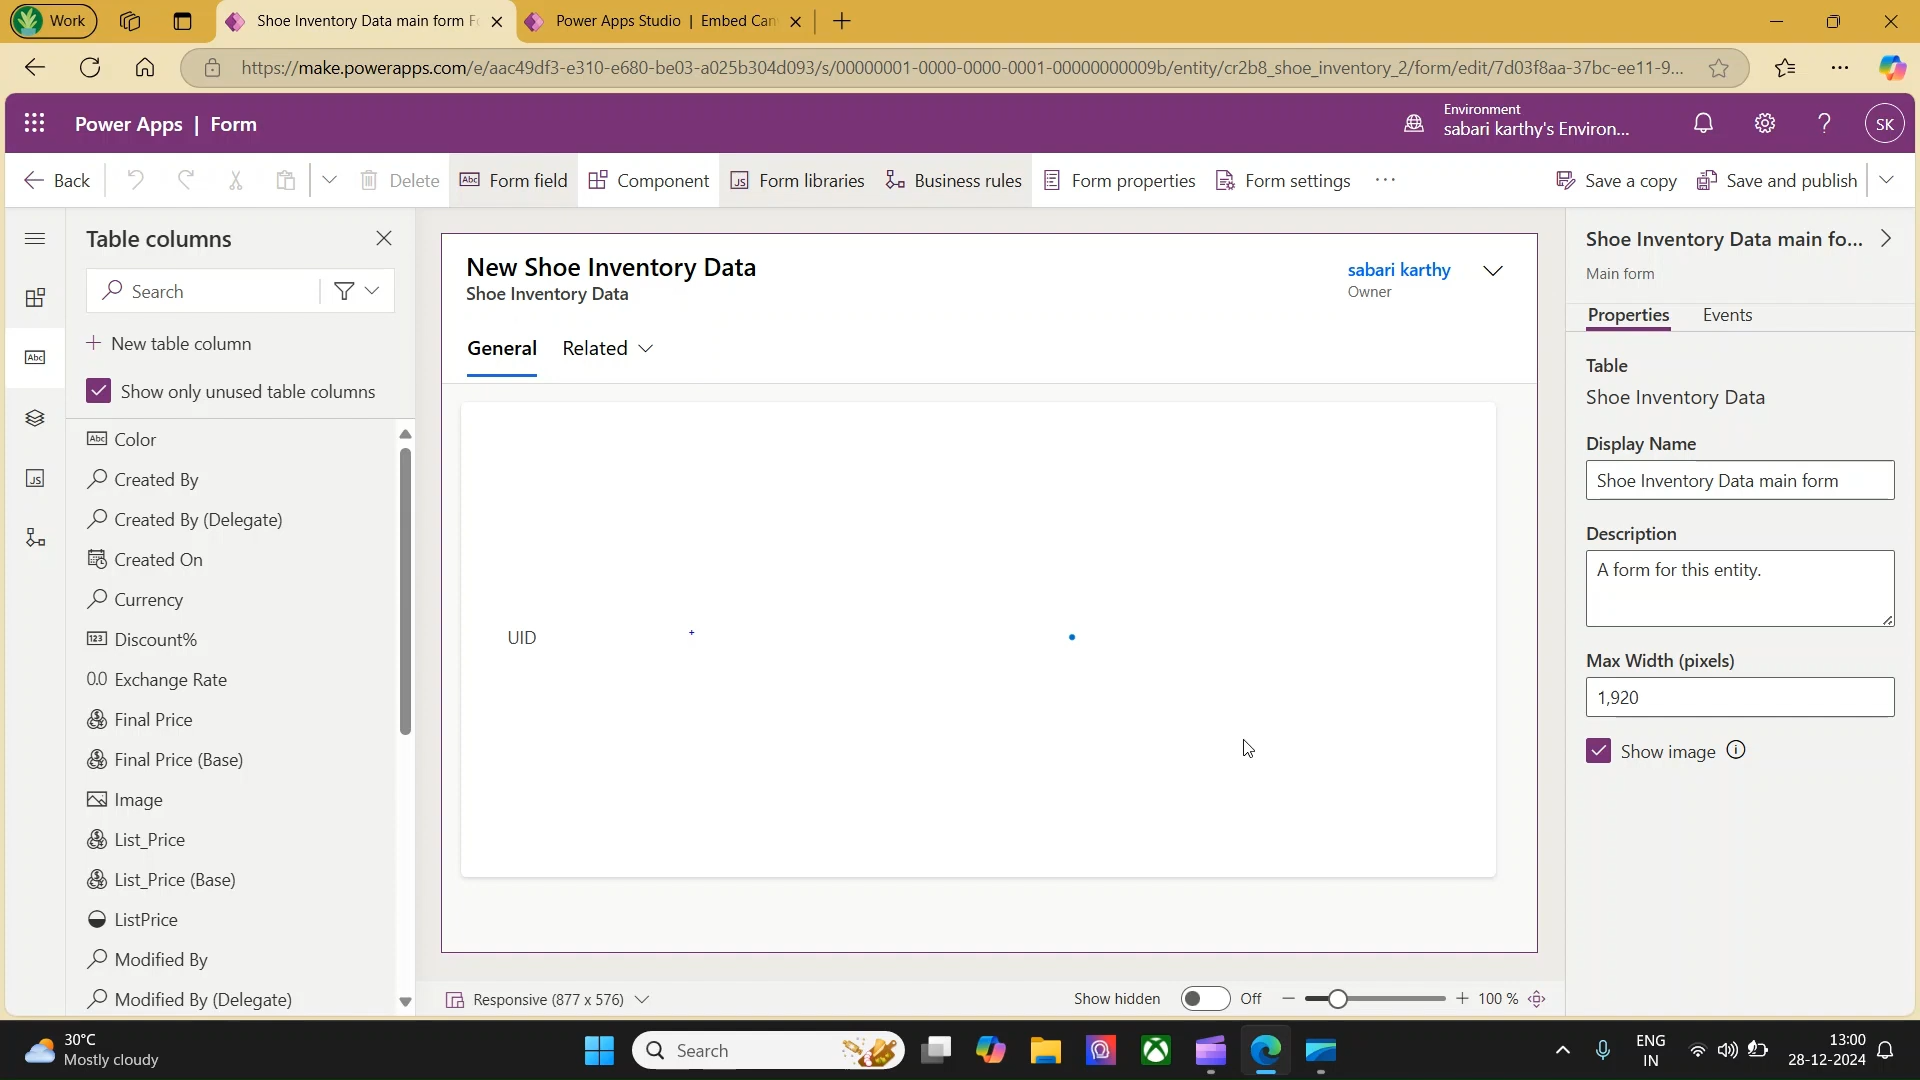 Work
Shoe Inventory Data main form F
Power Apps Studio | Embed Can
https://make.powerapps.com/e/aac49df3-e310-e680-be03-a025b304d093/s/00000001-0000-0000-0001-00000000009b/entity/cr2b8_shoe_inventory_2/form/edit/7d03f8aa-37bc-ee11-9...
Power Apps | Form
Environment
sabari karthy's Environ...
SK
Back
Delete
Abc Form field
Component
JS Form libraries
Business rules
Form properties
Form settings
Save a copy
Save and publish
Table columns
Search
New table column
Show only unused table columns
Abc
JS
Abc Color
Created By
Created By (Delegate)
Created On
Currency
123 Discount%
0.0 Exchange Rate
Final Price
Final Price (Base)
Image
List_Price
List_Price (Base)
ListPrice
Modified By
Modified By (Delegate)
New Shoe Inventory Data
Shoe Inventory Data
sabari karthy
Owner
General
Related
UID
+
Responsive (877 x 576)
Show hidden
Off
100 %
Shoe Inventory Data main fo...
Main form
Properties
Events
Table
Shoe Inventory Data
Display Name
Shoe Inventory Data main form
Description
A form for this entity.
Max Width (pixels)
1,920
Show image
30°C
Mostly cloudy
Search
ENG
IN
13:00
28-12-2024